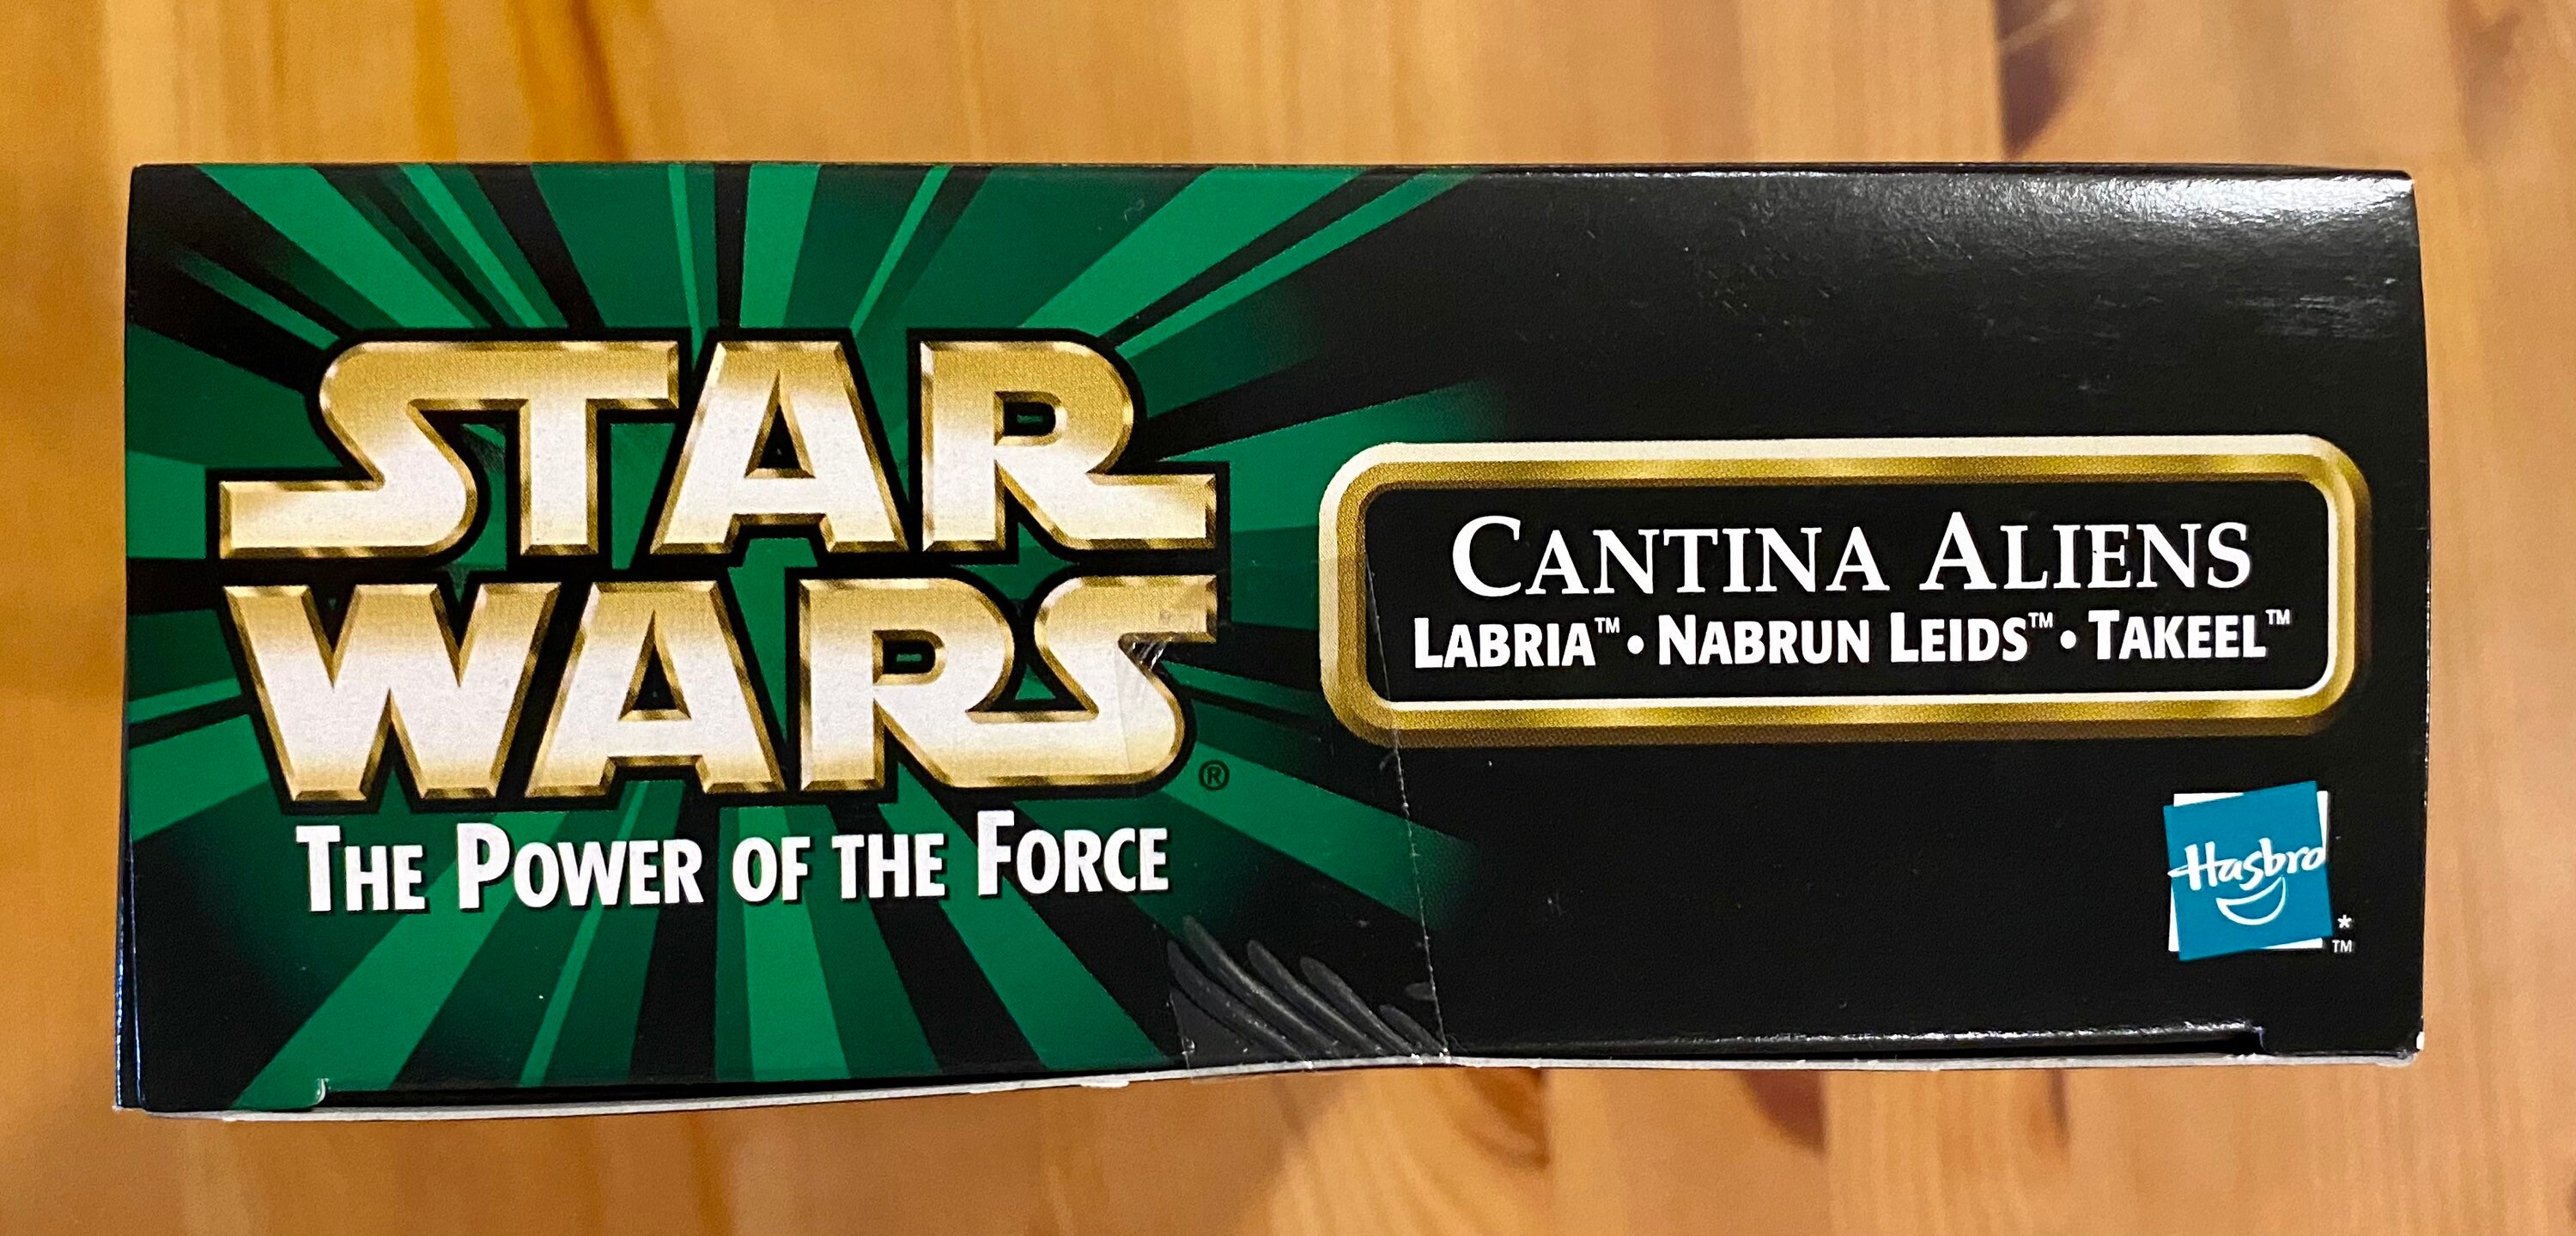 STAR
WARS®
THE POWER OF THE FORCE
CANTINA ALIENS
LABRIA™ • NABRUN LEIDS™ • TAKEEL™
Hasbro
*
TM